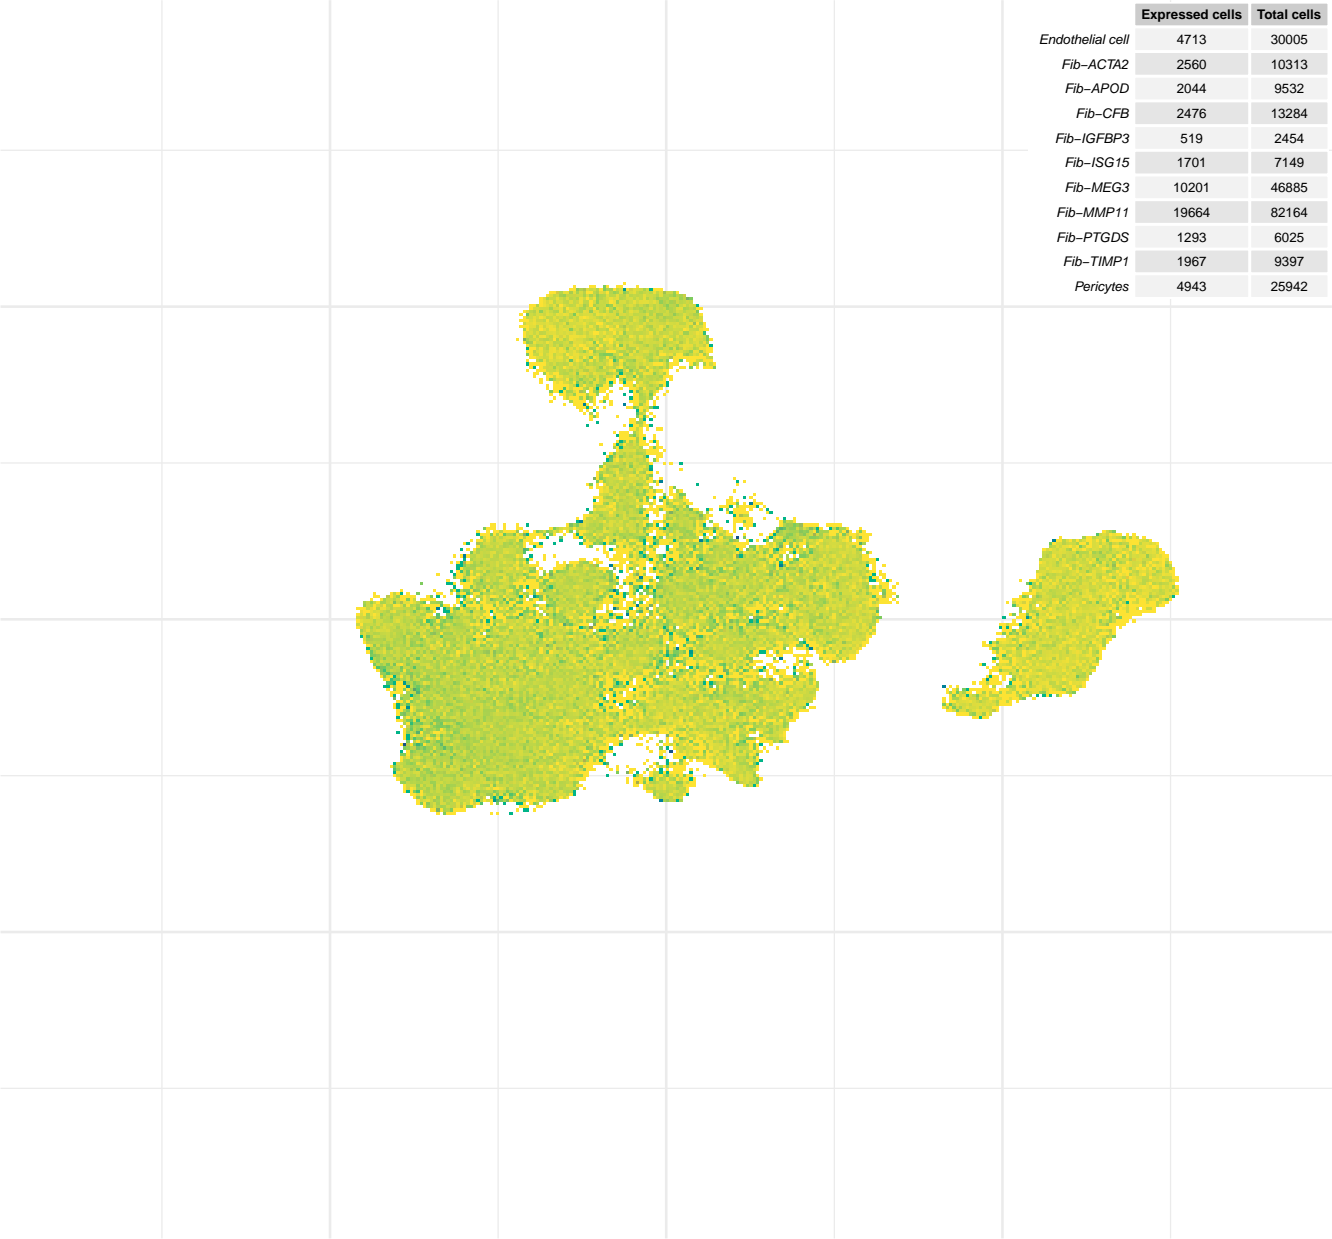 Expressed cells Total cells
Endothelial cell 4713 30005
Fib−ACTA2 2560 10313
Fib−APOD 2044 9532
Fib−CFB 2476 13284
Fib−IGFBP3 519 2454
Fib−ISG15 1701 7149
Fib−MEG3 10201 46885
Fib−MMP11 19664 82164
Fib−PTGDS 1293 6025
Fib−TIMP1 1967 9397
Pericytes 4943 25942